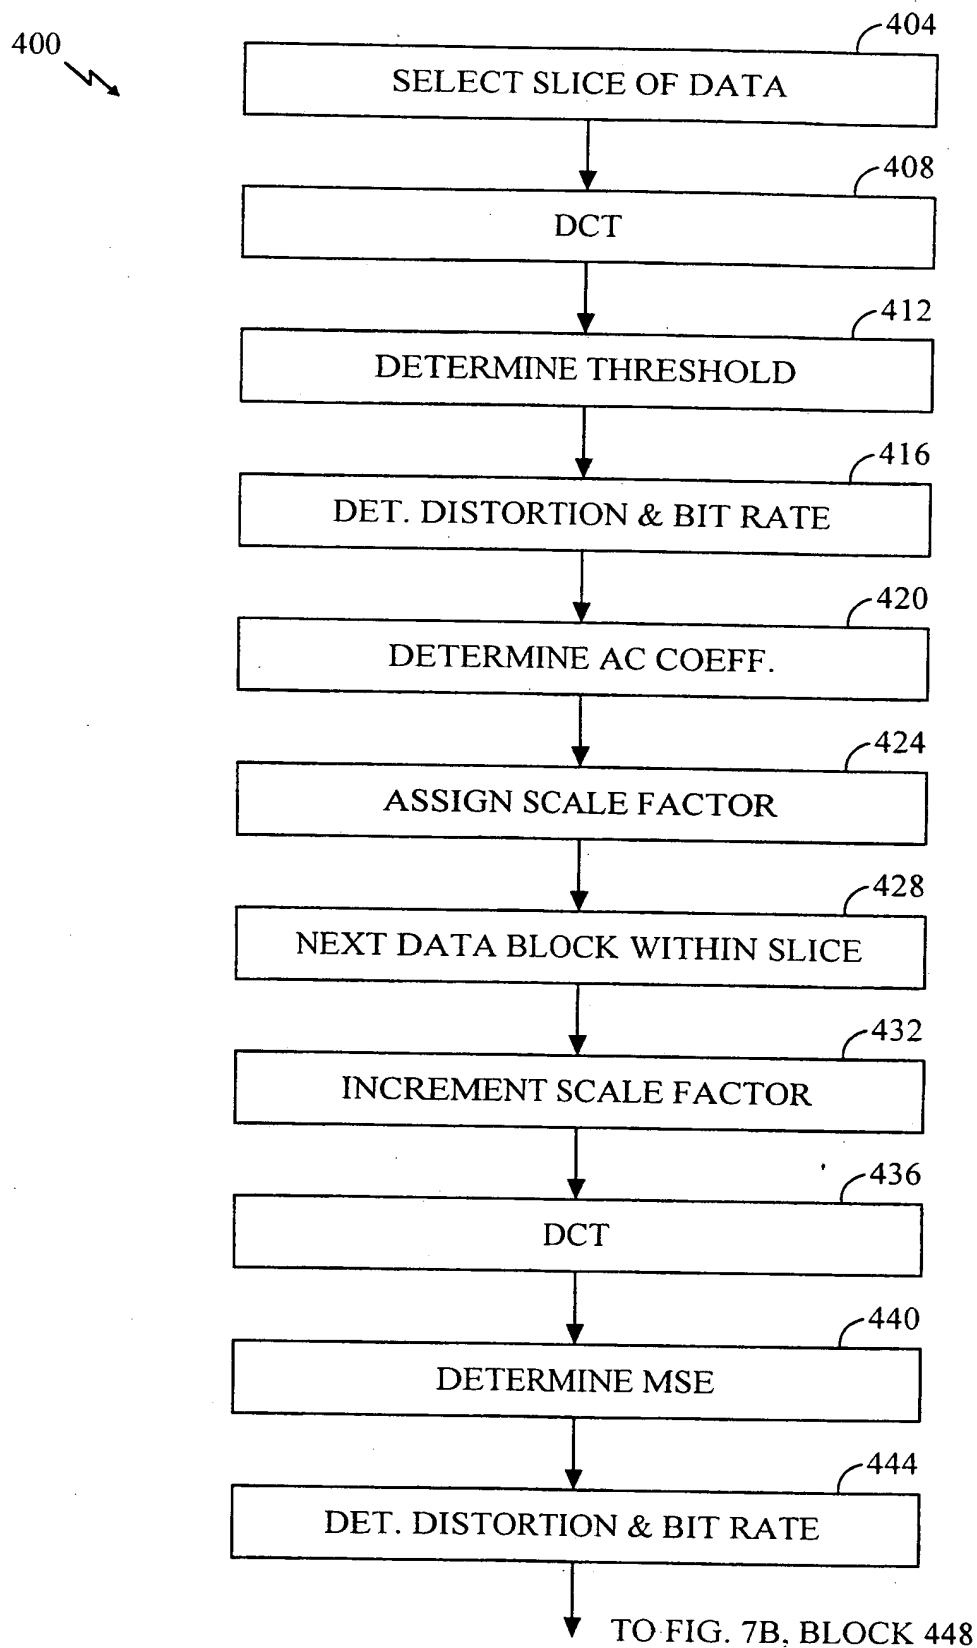 400
404
SELECT SLICE OF DATA
408
DCT
412
DETERMINE THRESHOLD
416
DET. DISTORTION & BIT RATE
420
DETERMINE AC COEFF.
424
ASSIGN SCALE FACTOR
428
NEXT DATA BLOCK WITHIN SLICE
432
INCREMENT SCALE FACTOR
436
DCT
440
DETERMINE MSE
444
DET. DISTORTION & BIT RATE
TO FIG. 7B, BLOCK 448